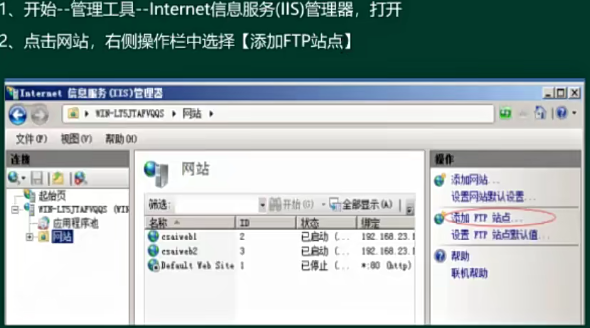 1、开始--管理工具--Internet信息服务(IIS)管理器，打开
2、点击网站，右侧操作栏中选择【添加FTP站点】
Internet 信息服务(IIS)管理器
WIN-LT5JTAFVQQS ▸ 网站 ▸
文件(F) 视图(V) 帮助(H)
连接
起始页
WIN-LT5JTAFVQQS (WIN
应用程序池
网站
网站
筛选: 开始(G) 全部显示(A)
名称 ID 状态 绑定
csaiweb1 2 已启动 (... 192.168.23.1
csaiweb2 3 已启动 (... 192.168.23.1
Default Web Site 1 已停止 (... *:80 (http)
操作
添加网站...
设置网站默认设置...
添加 FTP 站点...
设置 FTP 站点默认值...
帮助
联机帮助